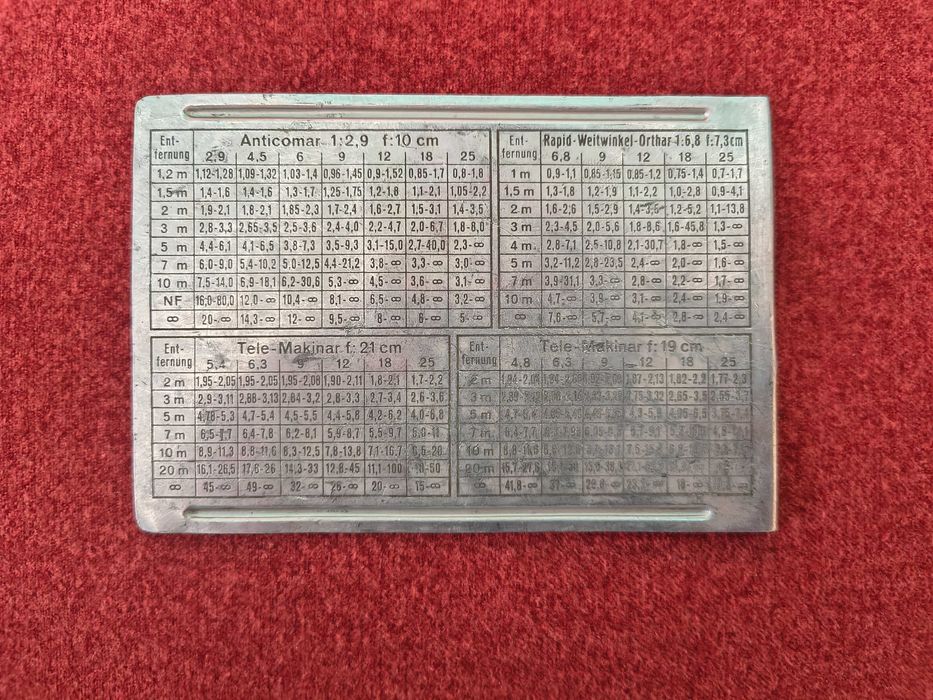 Ent-fernung Anticomar 1:2,9 f:10 cm
2,9 4,5 6 9 12 18 25
1,2 m 1,12-1,28 1,09-1,32 1,03-1,4 0,96-1,45 0,9-1,52 0,85-1,7 0,8-1,8
1,5 m 1,4-1,6 1,4-1,6 1,3-1,7 1,25-1,75 1,2-1,8 1,1-2,1 1,05-2,2
2 m 1,9-2,1 1,8-2,1 1,85-2,3 1,7-2,4 1,6-2,7 1,5-3,1 1,4-3,5
3 m 2,8-3,3 2,65-3,5 2,5-3,6 2,4-4,0 2,2-4,7 2,0-6,7 1,8-8,0
5 m 4,4-6,1 4,1-6,5 3,8-7,3 3,5-9,3 3,1-15,0 2,7-40,0 2,3-∞
7 m 6,0-9,0 5,4-10,2 5,0-12,5 4,4-21,2 3,8-∞ 3,3-∞ 3,0-∞
10 m 7,5-14,0 6,9-18,1 6,2-30,6 5,3-∞ 4,5-∞ 3,6-∞ 3,1-∞
NF 16,0-80,0 12,0-∞ 10,4-∞ 8,1-∞ 6,5-∞ 4,8-∞ 3,2-∞
∞ 20-∞ 14,3-∞ 12-∞ 9,5-∞ 8-∞ 6-∞ 5-∞
Ent-fernung Rapid-Weitwinkel-Orthar 1:6,8 f:7,3cm
6,8 9 12 18 25
1 m 0,9-1,1 0,85-1,15 0,85-1,2 0,75-1,4 0,7-1,7
1,5 m 1,3-1,8 1,2-1,9 1,1-2,2 1,0-2,8 0,9-4,1
2 m 1,6-2,6 1,5-2,9 1,2-5,2 1,1-13,8
3 m 2,3-4,5 2,0-5,6 1,8-8,6 1,6-45,8 1,3-∞
4 m 2,8-7,1 2,5-10,8 2,1-30,7 1,8-∞ 1,5-∞
5 m 3,2-11,2 2,8-23,5 2,4-∞ 2,0-∞ 1,6-∞
7 m 3,9-31,1 3,3-∞ 2,8-∞ 2,2-∞ 1,7-∞
10 m 4,7-∞ 3,9-∞ 3,1-∞ 2,4-∞ 1,9-∞
∞ 7,6-∞ 5,7-∞ 4,1-∞ 2,8-∞ 2,4-∞
Ent-fernung Tele-Makinar f: 21 cm
5,4 6,3 9 12 18 25
2 m 1,95-2,05 1,95-2,05 1,95-2,08 1,90-2,11 1,8-2,1 1,7-2,2
3 m 2,9-3,11 2,88-3,13 2,84-3,2 2,8-3,3 2,7-3,4 2,6-3,6
5 m 4,78-5,3 4,7-5,4 4,5-5,5 4,4-5,8 4,2-6,2 4,0-6,8
7 m 6,5-7,7 6,4-7,8 6,2-8,1 5,9-8,7 5,5-9,7
10 m 8,9-11,3 8,8-11,6 8,3-12,5 7,8-13,8 7,1-16,7
20 m 16,1-26,5 17,6-26 14,3-33 12,8-45 11,1-100
∞ 45-∞ 49-∞ 32-∞ 26-∞ 20-∞ 15-∞
Ent-fernung Tele-Makinar f: 19 cm
4,8 6,3 9 12 18 25
2 m 1,82-2,2 1,77-2,3
3 m
5 m
7 m 6,4-7,7
10 m
20 m
∞ 41,8-∞